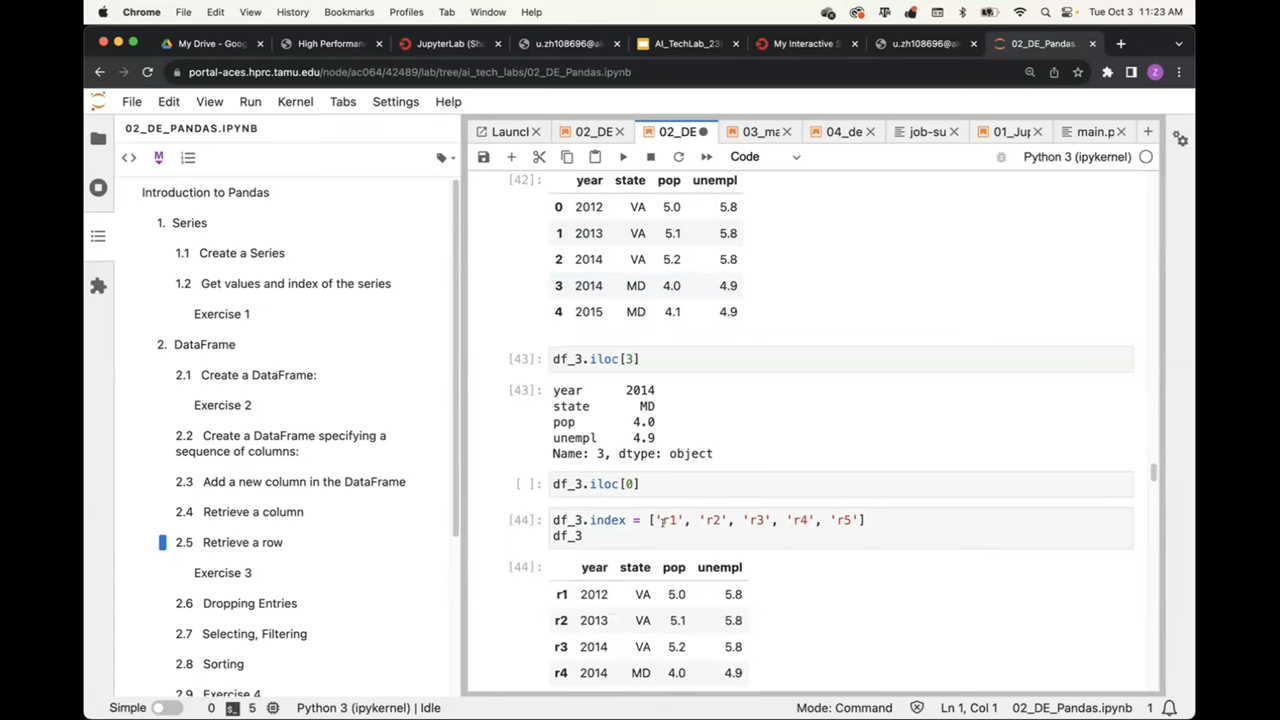 Chrome File Edit View History Bookmarks Profiles Tab Window Help Tue Oct 3 11:23 AM
My Drive - Goo High Performan JupyterLab (Sho u.zh108696@al AI_TechLab_23 My Interactive S u.zh108696@ac 02_DE_Pandas.
portal-aces.hprc.tamu.edu/node/ac064/42489/lab/tree/ai_tech_labs/02_DE_Pandas.ipynb Z
File Edit View Run Kernel Tabs Settings Help
02_DE_PANDAS.IPYNB
Introduction to Pandas
1. Series
1.1 Create a Series
1.2 Get values and index of the series
Exercise 1
2. DataFrame
2.1 Create a DataFrame:
Exercise 2
2.2 Create a DataFrame specifying a
sequence of columns:
2.3 Add a new column in the DataFrame
2.4 Retrieve a column
2.5 Retrieve a row
Exercise 3
2.6 Dropping Entries
2.7 Selecting, Filtering
2.8 Sorting
2.9 Exercise 4
Launcl 02_DE 02_DE 03_ma 04_de job-su 01_Jup main.p
Code Python 3 (ipykernel)
[42]: year state pop unempl
0 2012 VA 5.0 5.8
1 2013 VA 5.1 5.8
2 2014 VA 5.2 5.8
3 2014 MD 4.0 4.9
4 2015 MD 4.1 4.9
[43]: df_3.iloc[3]
[43]: year 2014
state MD
pop 4.0
unempl 4.9
Name: 3, dtype: object
[ ]: df_3.iloc[0]
[44]: df_3.index = ['r1', 'r2', 'r3', 'r4', 'r5']
df_3
[44]: year state pop unempl
r1 2012 VA 5.0 5.8
r2 2013 VA 5.1 5.8
r3 2014 VA 5.2 5.8
r4 2014 MD 4.0 4.9
Simple 0 5 Python 3 (ipykernel) | Idle Mode: Command Ln 1, Col 1 02_DE_Pandas.ipynb 1